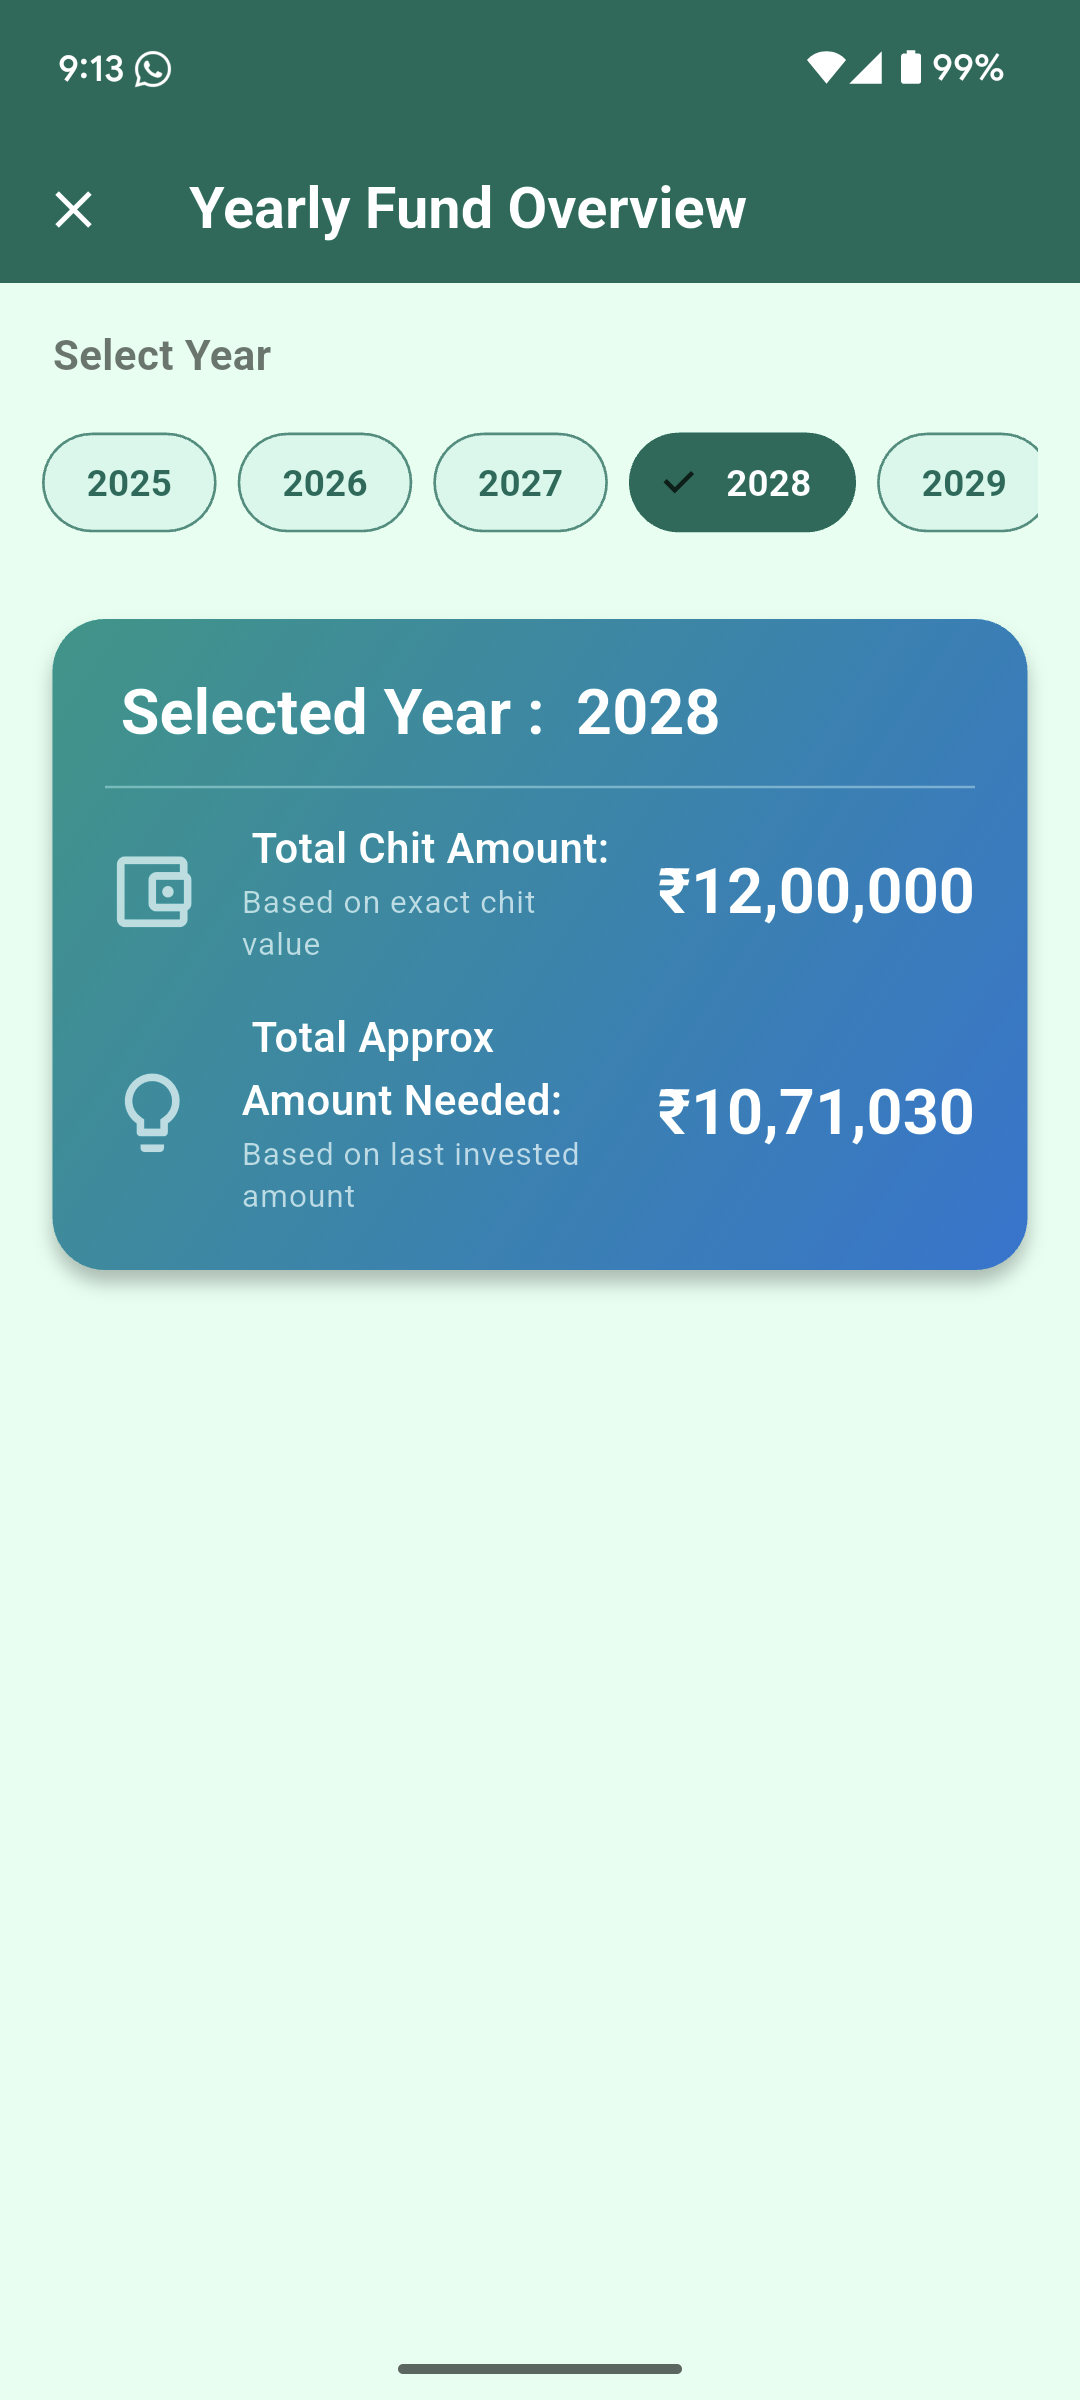 9:13 99%
Yearly Fund Overview
Select Year
2025 2026 2027 2028 2029
Selected Year : 2028
Total Chit Amount:
Based on exact chit
value
₹12,00,000
Total Approx
Amount Needed:
Based on last invested
amount
₹10,71,030